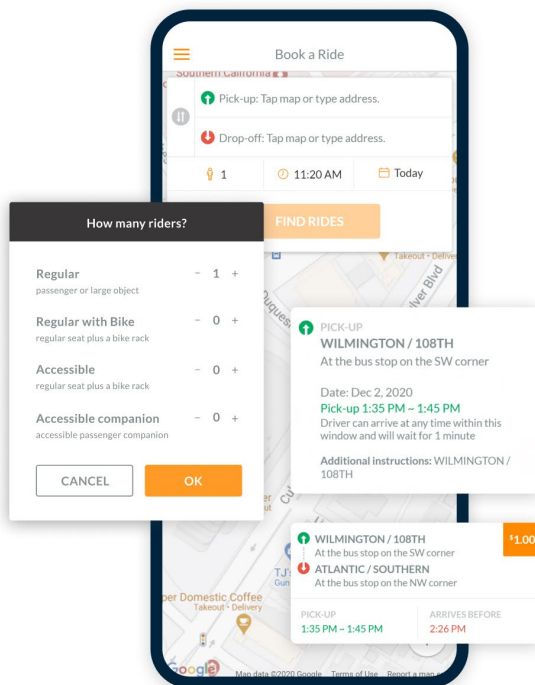 Book a Ride
Southern California
Pick-up: Tap map or type address.
Drop-off: Tap map or type address.
1
11:20 AM
Today
FIND RIDES
How many riders?
Regular
- 1 +
passenger or large object
Regular with Bike
- 0 +
regular seat plus a bike rack
Accessible
- 0 +
regular seat plus a bike rack
Accessible companion
- 0 +
accessible passenger companion
CANCEL
OK
Takeout • Deliver
PICK-UP
WILMINGTON / 108TH
At the bus stop on the SW corner
Date: Dec 2, 2020
Pick-up 1:35 PM ~ 1:45 PM
Driver can arrive at any time within this
window and will wait for 1 minute
Additional instructions: WILMINGTON /
108TH
WILMINGTON / 108TH
$1.00
At the bus stop on the SW corner
ATLANTIC / SOUTHERN
At the bus stop on the NW corner
PICK-UP
ARRIVES BEFORE
1:35 PM ~ 1:45 PM
2:26 PM
TJ's
Gun
per Domestic Coffee
Takeout • Delivery
Google
Map data ©2020 Google
Terms of Use
Report a map e